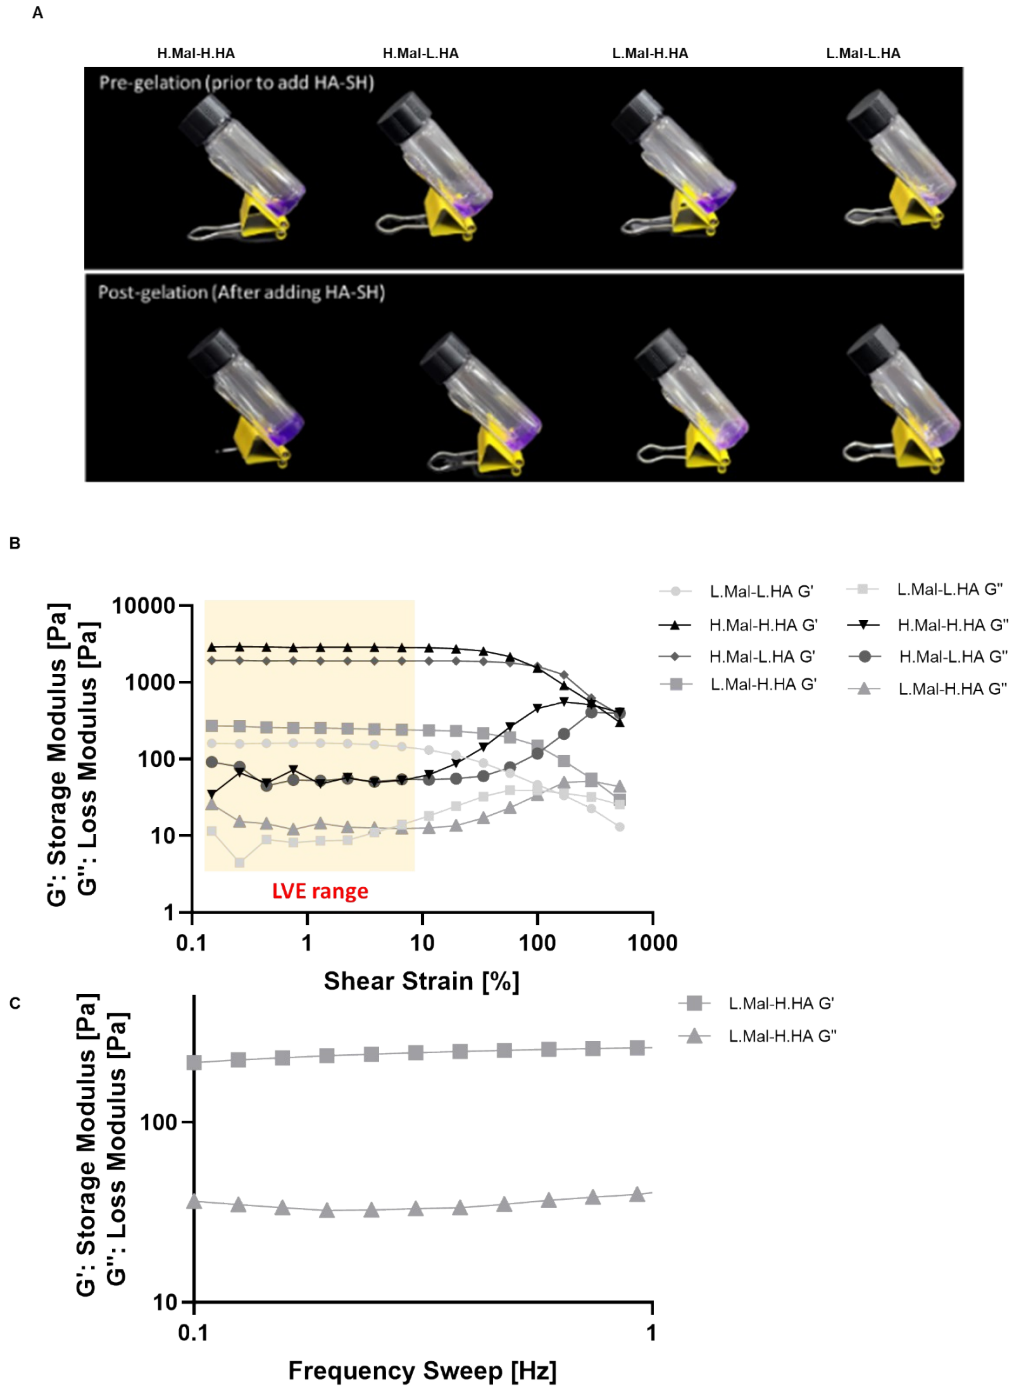 A
H.Mal-H.HA
H.Mal-L.HA
L.Mal-H.HA
L.Mal-L.HA
Pre-gelation (prior to add HA-SH)
Post-gelation (After adding HA-SH)
B
G': Storage Modulus [Pa]
G'': Loss Modulus [Pa]
10000
1000
100
10
1
0.1
1
10
100
1000
LVE range
Shear Strain [%]
L.Mal-L.HA G'
L.Mal-L.HA G''
H.Mal-H.HA G'
H.Mal-H.HA G''
H.Mal-L.HA G'
H.Mal-L.HA G''
L.Mal-H.HA G'
L.Mal-H.HA G''
C
G': Storage Modulus [Pa]
G'': Loss Modulus [Pa]
100
10
0.1
1
Frequency Sweep [Hz]
L.Mal-H.HA G'
L.Mal-H.HA G''